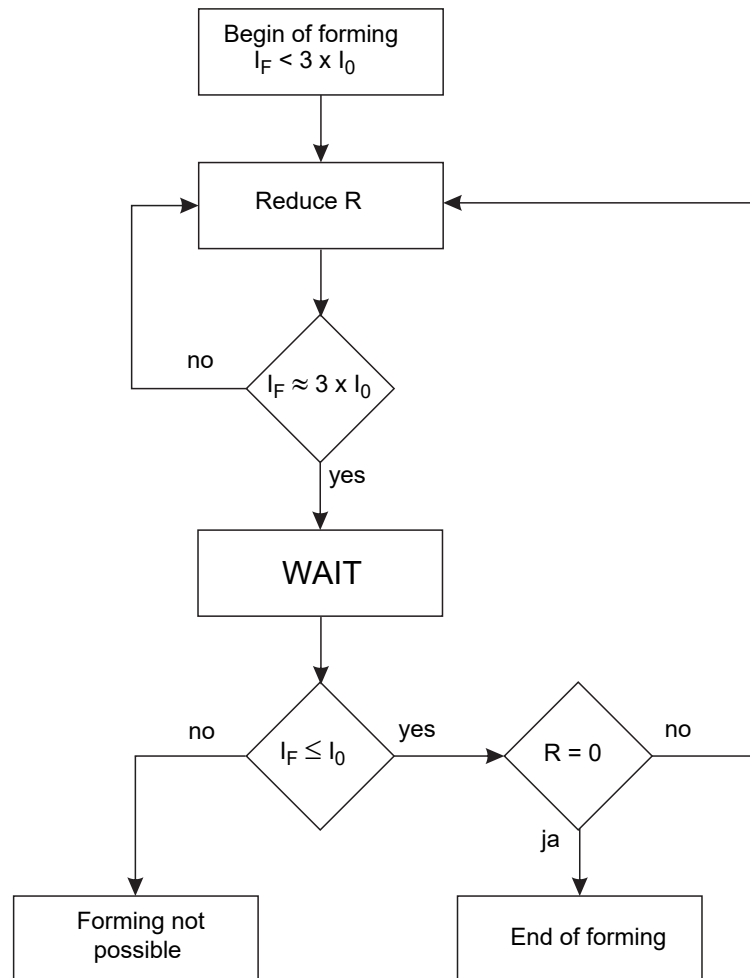 Begin of forming
I_F < 3 x I_0
Reduce R
no
I_F ≈ 3 x I_0
yes
WAIT
no
I_F ≤ I_0
yes
R = 0
no
ja
Forming not
possible
End of forming